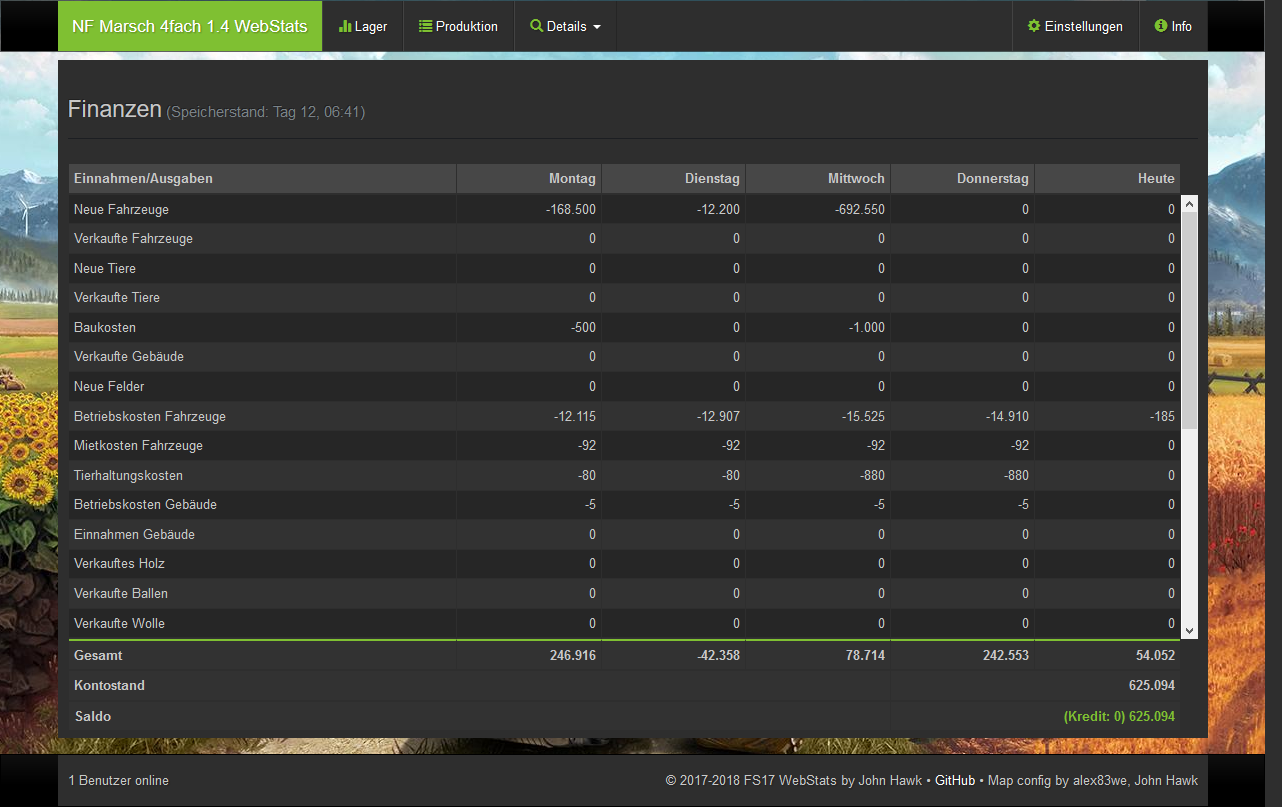 NF Marsch 4fach 1.4 WebStats Lager Produktion Details Einstellungen Info
Finanzen (Speicherstand: Tag 12, 06:41)
Einnahmen/Ausgaben Montag Dienstag Mittwoch Donnerstag Heute
Neue Fahrzeuge -168.500 -12.200 -692.550 0 0
Verkaufte Fahrzeuge 0 0 0 0 0
Neue Tiere 0 0 0 0 0
Verkaufte Tiere 0 0 0 0 0
Baukosten -500 0 -1.000 0 0
Verkaufte Gebäude 0 0 0 0 0
Neue Felder 0 0 0 0 0
Betriebskosten Fahrzeuge -12.115 -12.907 -15.525 -14.910 -185
Mietkosten Fahrzeuge -92 -92 -92 -92 0
Tierhaltungskosten -80 -80 -880 -880 0
Betriebskosten Gebäude -5 -5 -5 -5 0
Einnahmen Gebäude 0 0 0 0 0
Verkauftes Holz 0 0 0 0 0
Verkaufte Ballen 0 0 0 0 0
Verkaufte Wolle 0 0 0 0 0
Gesamt 246.916 -42.358 78.714 242.553 54.052
Kontostand 625.094
Saldo (Kredit: 0) 625.094
1 Benutzer online © 2017-2018 FS17 WebStats by John Hawk • GitHub • Map config by alex83we, John Hawk